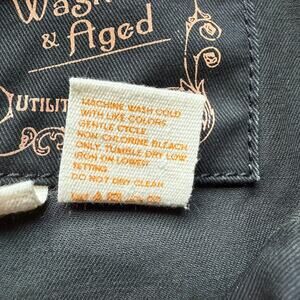 Wash
& Aged
UTILIT
MACHINE WASH COLD
WITH LIKE COLORS
GENTLE CYCLE
NON-CHLORINE BLEACH
ONLY, TUMBLE DRY LOW
IRON ON LOWEST
SETTING
DO NOT DRY CLEAN